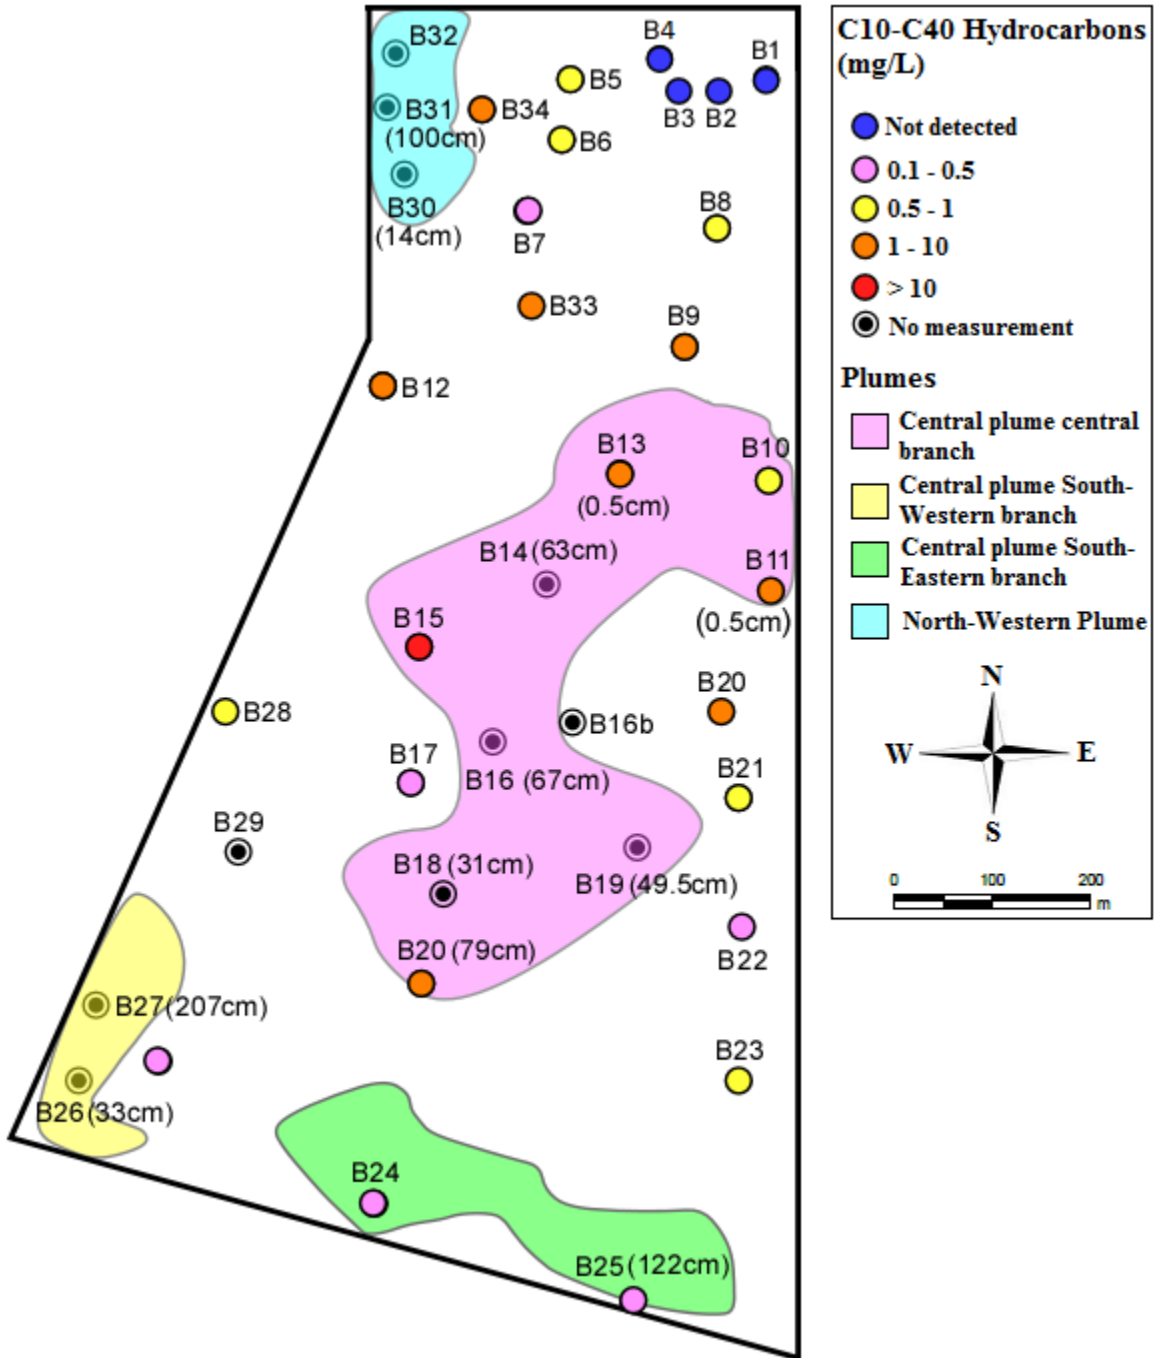 B32
B31
(100cm)
B30
(14cm)
B34
B5
B6
B4
B3
B2
B1
B7
B8
B33
B9
B12
B13
(0.5cm)
B10
B14 (63cm)
B11
(0.5cm)
B15
B20
B28
B16b
B17
B16 (67cm)
B21
B29
B18 (31cm)
B19 (49.5cm)
B22
B20 (79cm)
B27 (207cm)
B23
B26 (33cm)
B24
B25 (122cm)
C10-C40 Hydrocarbons
(mg/L)
Not detected
0.1 - 0.5
0.5 - 1
1 - 10
> 10
No measurement
Plumes
Central plume central
branch
Central plume South-
Western branch
Central plume South-
Eastern branch
North-Western Plume
N
W
E
S
0 100 200
m